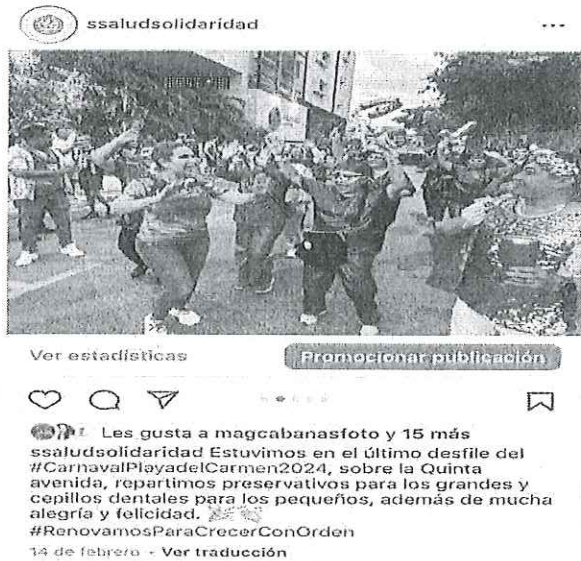 ssaludsolidaridad
Ver estadísticas
Promocionar publicación
Les gusta a magcabanasfoto y 15 más
ssaludsolidaridad Estuvimos en el último desfile del
#CarnavalPlayadelCarmen2024, sobre la Quinta
avenida, repartimos preservativos para los grandes y
cepillos dentales para los pequeños, además de mucha
alegría y felicidad.
#RenovamosParaCrecerConOrden
14 de febrero · Ver traducción